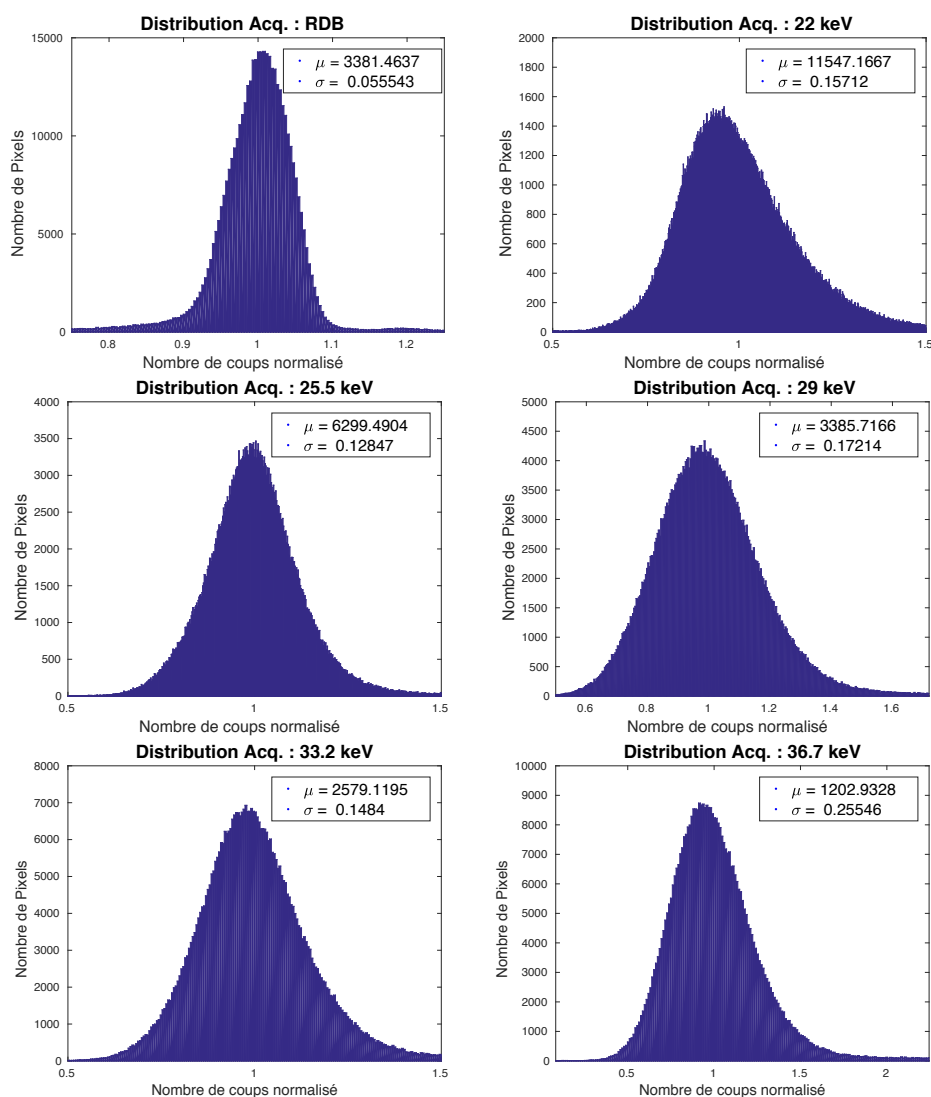 Distribution Acq. : RDB
15000
10000
5000
0
0.8
0.9
1
1.1
1.2
Nombre de Pixels
Nombre de coups normalisé
μ = 3381.4637
σ = 0.055543
Distribution Acq. : 22 keV
2000
1800
1600
1400
1200
1000
800
600
400
200
0
0.5
1
1.5
Nombre de Pixels
Nombre de coups normalisé
μ = 11547.1667
σ = 0.15712
Distribution Acq. : 25.5 keV
4000
3500
3000
2500
2000
1500
1000
500
0
0.5
1
1.5
Nombre de Pixels
Nombre de coups normalisé
μ = 6299.4904
σ = 0.12847
Distribution Acq. : 29 keV
5000
4500
4000
3500
3000
2500
2000
1500
1000
500
0
0.6
0.8
1
1.2
1.4
1.6
Nombre de Pixels
Nombre de coups normalisé
μ = 3385.7166
σ = 0.17214
Distribution Acq. : 33.2 keV
8000
7000
6000
5000
4000
3000
2000
1000
0
0.5
1
1.5
Nombre de Pixels
Nombre de coups normalisé
μ = 2579.1195
σ = 0.1484
Distribution Acq. : 36.7 keV
10000
9000
8000
7000
6000
5000
4000
3000
2000
1000
0
0.5
1
1.5
2
Nombre de Pixels
Nombre de coups normalisé
μ = 1202.9328
σ = 0.25546